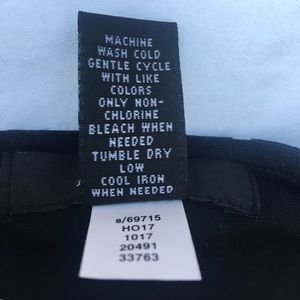 MACHINE
WASH COLD
GENTLE CYCLE
WITH LIKE
COLORS
ONLY NON-
CHLORINE
BLEACH WHEN
NEEDED
TUMBLE DRY
LOW
COOL IRON
WHEN NEEDED
s/69715
HO17
1017
20491
33763